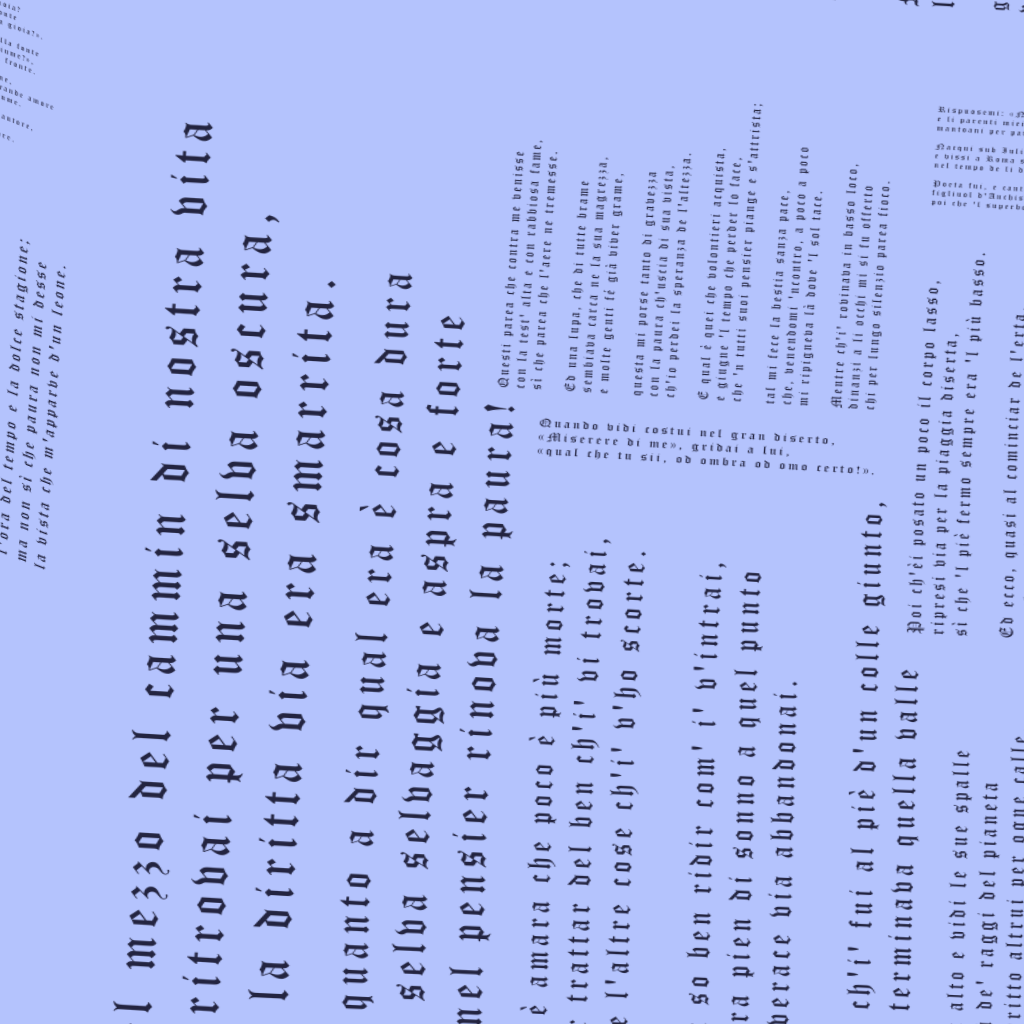 l mezzo del cammin di nostra vita
ritrovai per una selva oscura,
la diritta via era smarrita.
quanto a dir qual era è cosa dura
selva selvaggia e aspra e forte
nel pensier rinova la paura!
è amara che poco è più morte;
trattar del ben ch'i' vi trovai,
l'altre cose ch'i' v'ho scorte.
so ben ridir com' i' v'intrai,
pien di sonno a quel punto
verace via abbandonai.
ch'i' fui al piè d'un colle giunto,
terminava quella valle
alto e vidi le sue spalle
de' raggi del pianeta
altrui per ogne calle
Poi ch'èi posato un poco il corpo lasso,
ripresi via per la piaggia diserta,
sì che 'l piè fermo sempre era 'l più basso.
Ed ecco, quasi al cominciar de l'erta
l'ora del tempo e la dolce stagione;
ma non sì che paura non mi desse
la vista che m'apparve d'un leone.
Questi parea che contra me venisse
con la test' alta e con rabbiosa fame,
sì che parea che l'aere ne tremesse.
Ed una lupa, che di tutte brame
sembiava carca ne la sua magrezza,
e molte genti fé già viver grame,
questa mi porse tanto di gravezza
con la paura ch'uscia di sua vista,
ch'io perdei la speranza de l'altezza.
E qual è quei che volontieri acquista,
e giugne 'l tempo che perder lo face,
che 'n tutti suoi pensier piange e s'attrista;
tal mi fece la bestia sanza pace,
che, venendomi 'ncontro, a poco a poco
mi ripigneva là dove 'l sol tace.
Mentre ch'i' rovinava in basso loco,
dinanzi a li occhi mi si fu offerto
chi per lungo silenzio parea fioco.
Quando vidi costui nel gran diserto,
«Miserere di me», gridai a lui,
«qual che tu sii, od ombra od omo certo!».
Rispuosemi: «N
e li parenti miei
mantoani per pa
Nacqui sub Iuli
e vissi a Roma s
nel tempo de li d
Poeta fui, e cant
figliuol d'Anchis
poi che 'l superb
gioia?».
fonte
fiume?»,
fronte.
amore
autore,